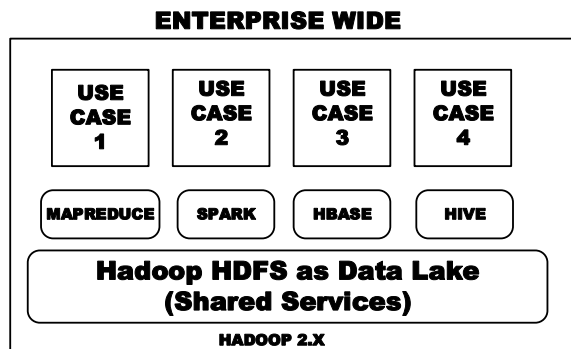 ENTERPRISE WIDE
USE
CASE
1
USE
CASE
2
USE
CASE
3
USE
CASE
4
MAPREDUCE
SPARK
HBASE
HIVE
Hadoop HDFS as Data Lake
(Shared Services)
HADOOP 2.X